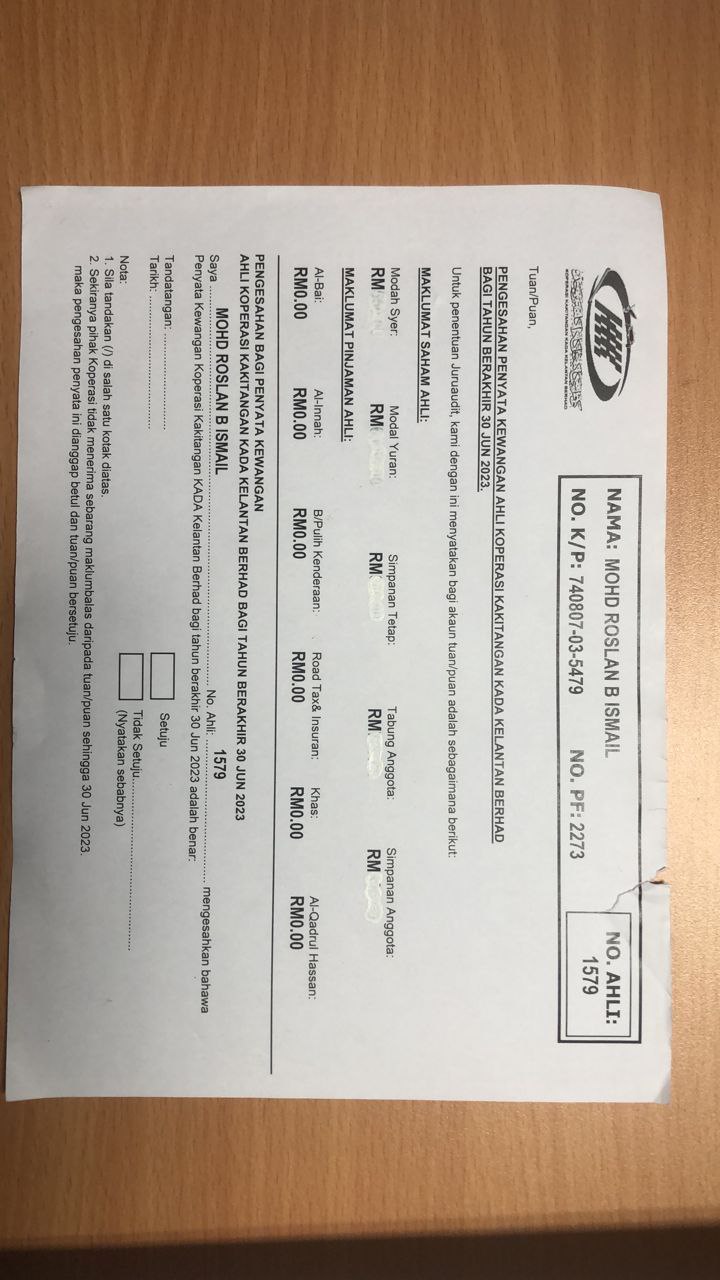 KKK
KOPERASI KAKITANGAN KADA KELANTAN BERHAD
NAMA: MOHD ROSLAN B ISMAIL
NO. K/P: 740807-03-5479 NO. PF: 2273
NO. AHLI:
1579
Tuan/Puan,
PENGESAHAN PENYATA KEWANGAN AHLI KOPERASI KAKITANGAN KADA KELANTAN BERHAD
BAGI TAHUN BERAKHIR 30 JUN 2023.
Untuk penentuan Juruaudit, kami dengan ini menyatakan bagi akaun tuan/puan adalah sebagaimana berikut:
MAKLUMAT SAHAM AHLI:
Modah Syer: Modal Yuran: Simpanan Tetap: Tabung Anggota: Simpanan Anggota:
RM RM RM RM RM
MAKLUMAT PINJAMAN AHLI:
Al-Bai: Al-Innah: B/Pulih Kenderaan: Road Tax& Insuran: Khas: Al-Qadrul Hassan:
RM0.00 RM0.00 RM0.00 RM0.00 RM0.00 RM0.00
PENGESAHAN BAGI PENYATA KEWANGAN
AHLI KOPERASI KAKITANGAN KADA KELANTAN BERHAD BAGI TAHUN BERAKHIR 30 JUN 2023
Saya MOHD ROSLAN B ISMAIL No. Ahli: 1579 mengesahkan bahawa
Penyata Kewangan Koperasi Kakitangan KADA Kelantan Berhad bagi tahun berakhir 30 Jun 2023 adalah benar:
Tandatangan: ........................
Tarikh: .................................
Setuju
Tidak Setuju...........................................
(Nyatakan sebabnya)
Nota:
1. Sila tandakan (/) di salah satu kotak diatas.
2. Sekiranya pihak Koperasi tidak menerima sebarang maklumbalas daripada tuan/puan sehingga 30 Jun 2023.
maka pengesahan penyata ini dianggap betul dan tuan/puan bersetuju.